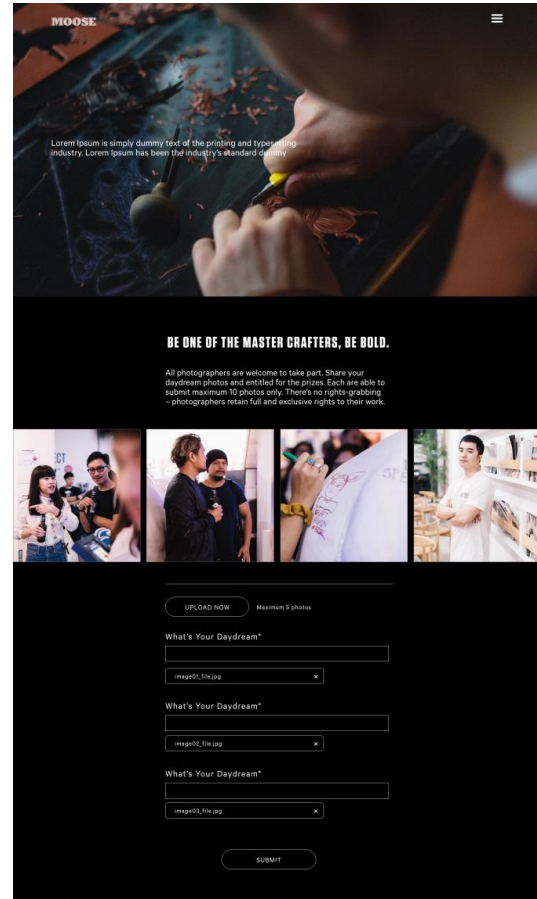 MOOSE
Lorem Ipsum is simply dummy text of the printing and typesetting
industry. Lorem Ipsum has been the industry's standard dummy
BE ONE OF THE MASTER CRAFTERS, BE BOLD.
All photographers are welcome to take part. Share your
daydream photos and entitled for the prizes. Each are able to
submit maximum 10 photos only. There's no rights-grabbing
– photographers retain full and exclusive rights to their work.
UPLOAD NOW
Maximum 5 photos
What's Your Daydream*
image01_file.jpg ×
What's Your Daydream*
image02_file.jpg ×
What's Your Daydream*
image03_file.jpg ×
SUBMIT